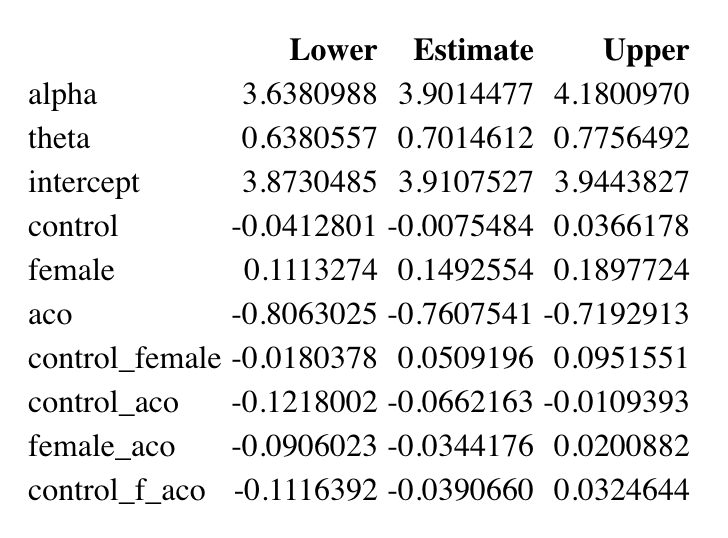 Lower Estimate Upper
alpha 3.6380988 3.9014477 4.1800970
theta 0.6380557 0.7014612 0.7756492
intercept 3.8730485 3.9107527 3.9443827
control -0.0412801 -0.0075484 0.0366178
female 0.1113274 0.1492554 0.1897724
aco -0.8063025 -0.7607541 -0.7192913
control_female -0.0180378 0.0509196 0.0951551
control_aco -0.1218002 -0.0662163 -0.0109393
female_aco -0.0906023 -0.0344176 0.0200882
control_f_aco -0.1116392 -0.0390660 0.0324644